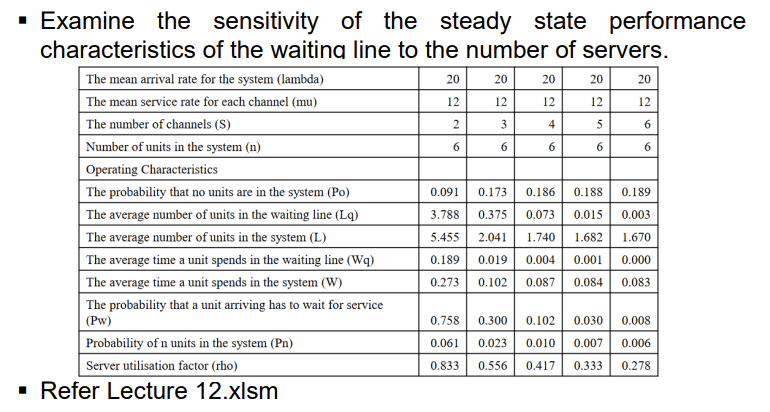 ▪ Examine the sensitivity of the steady state performance
characteristics of the waiting line to the number of servers.
The mean arrival rate for the system (lambda) 20 20 20 20 20
The mean service rate for each channel (mu) 12 12 12 12 12
The number of channels (S) 2 3 4 5 6
Number of units in the system (n) 6 6 6 6 6
Operating Characteristics
The probability that no units are in the system (Po) 0.091 0.173 0.186 0.188 0.189
The average number of units in the waiting line (Lq) 3.788 0.375 0.073 0.015 0.003
The average number of units in the system (L) 5.455 2.041 1.740 1.682 1.670
The average time a unit spends in the waiting line (Wq) 0.189 0.019 0.004 0.001 0.000
The average time a unit spends in the system (W) 0.273 0.102 0.087 0.084 0.083
The probability that a unit arriving has to wait for service
(Pw) 0.758 0.300 0.102 0.030 0.008
Probability of n units in the system (Pn) 0.061 0.023 0.010 0.007 0.006
Server utilisation factor (rho) 0.833 0.556 0.417 0.333 0.278
▪ Refer Lecture 12.xlsm